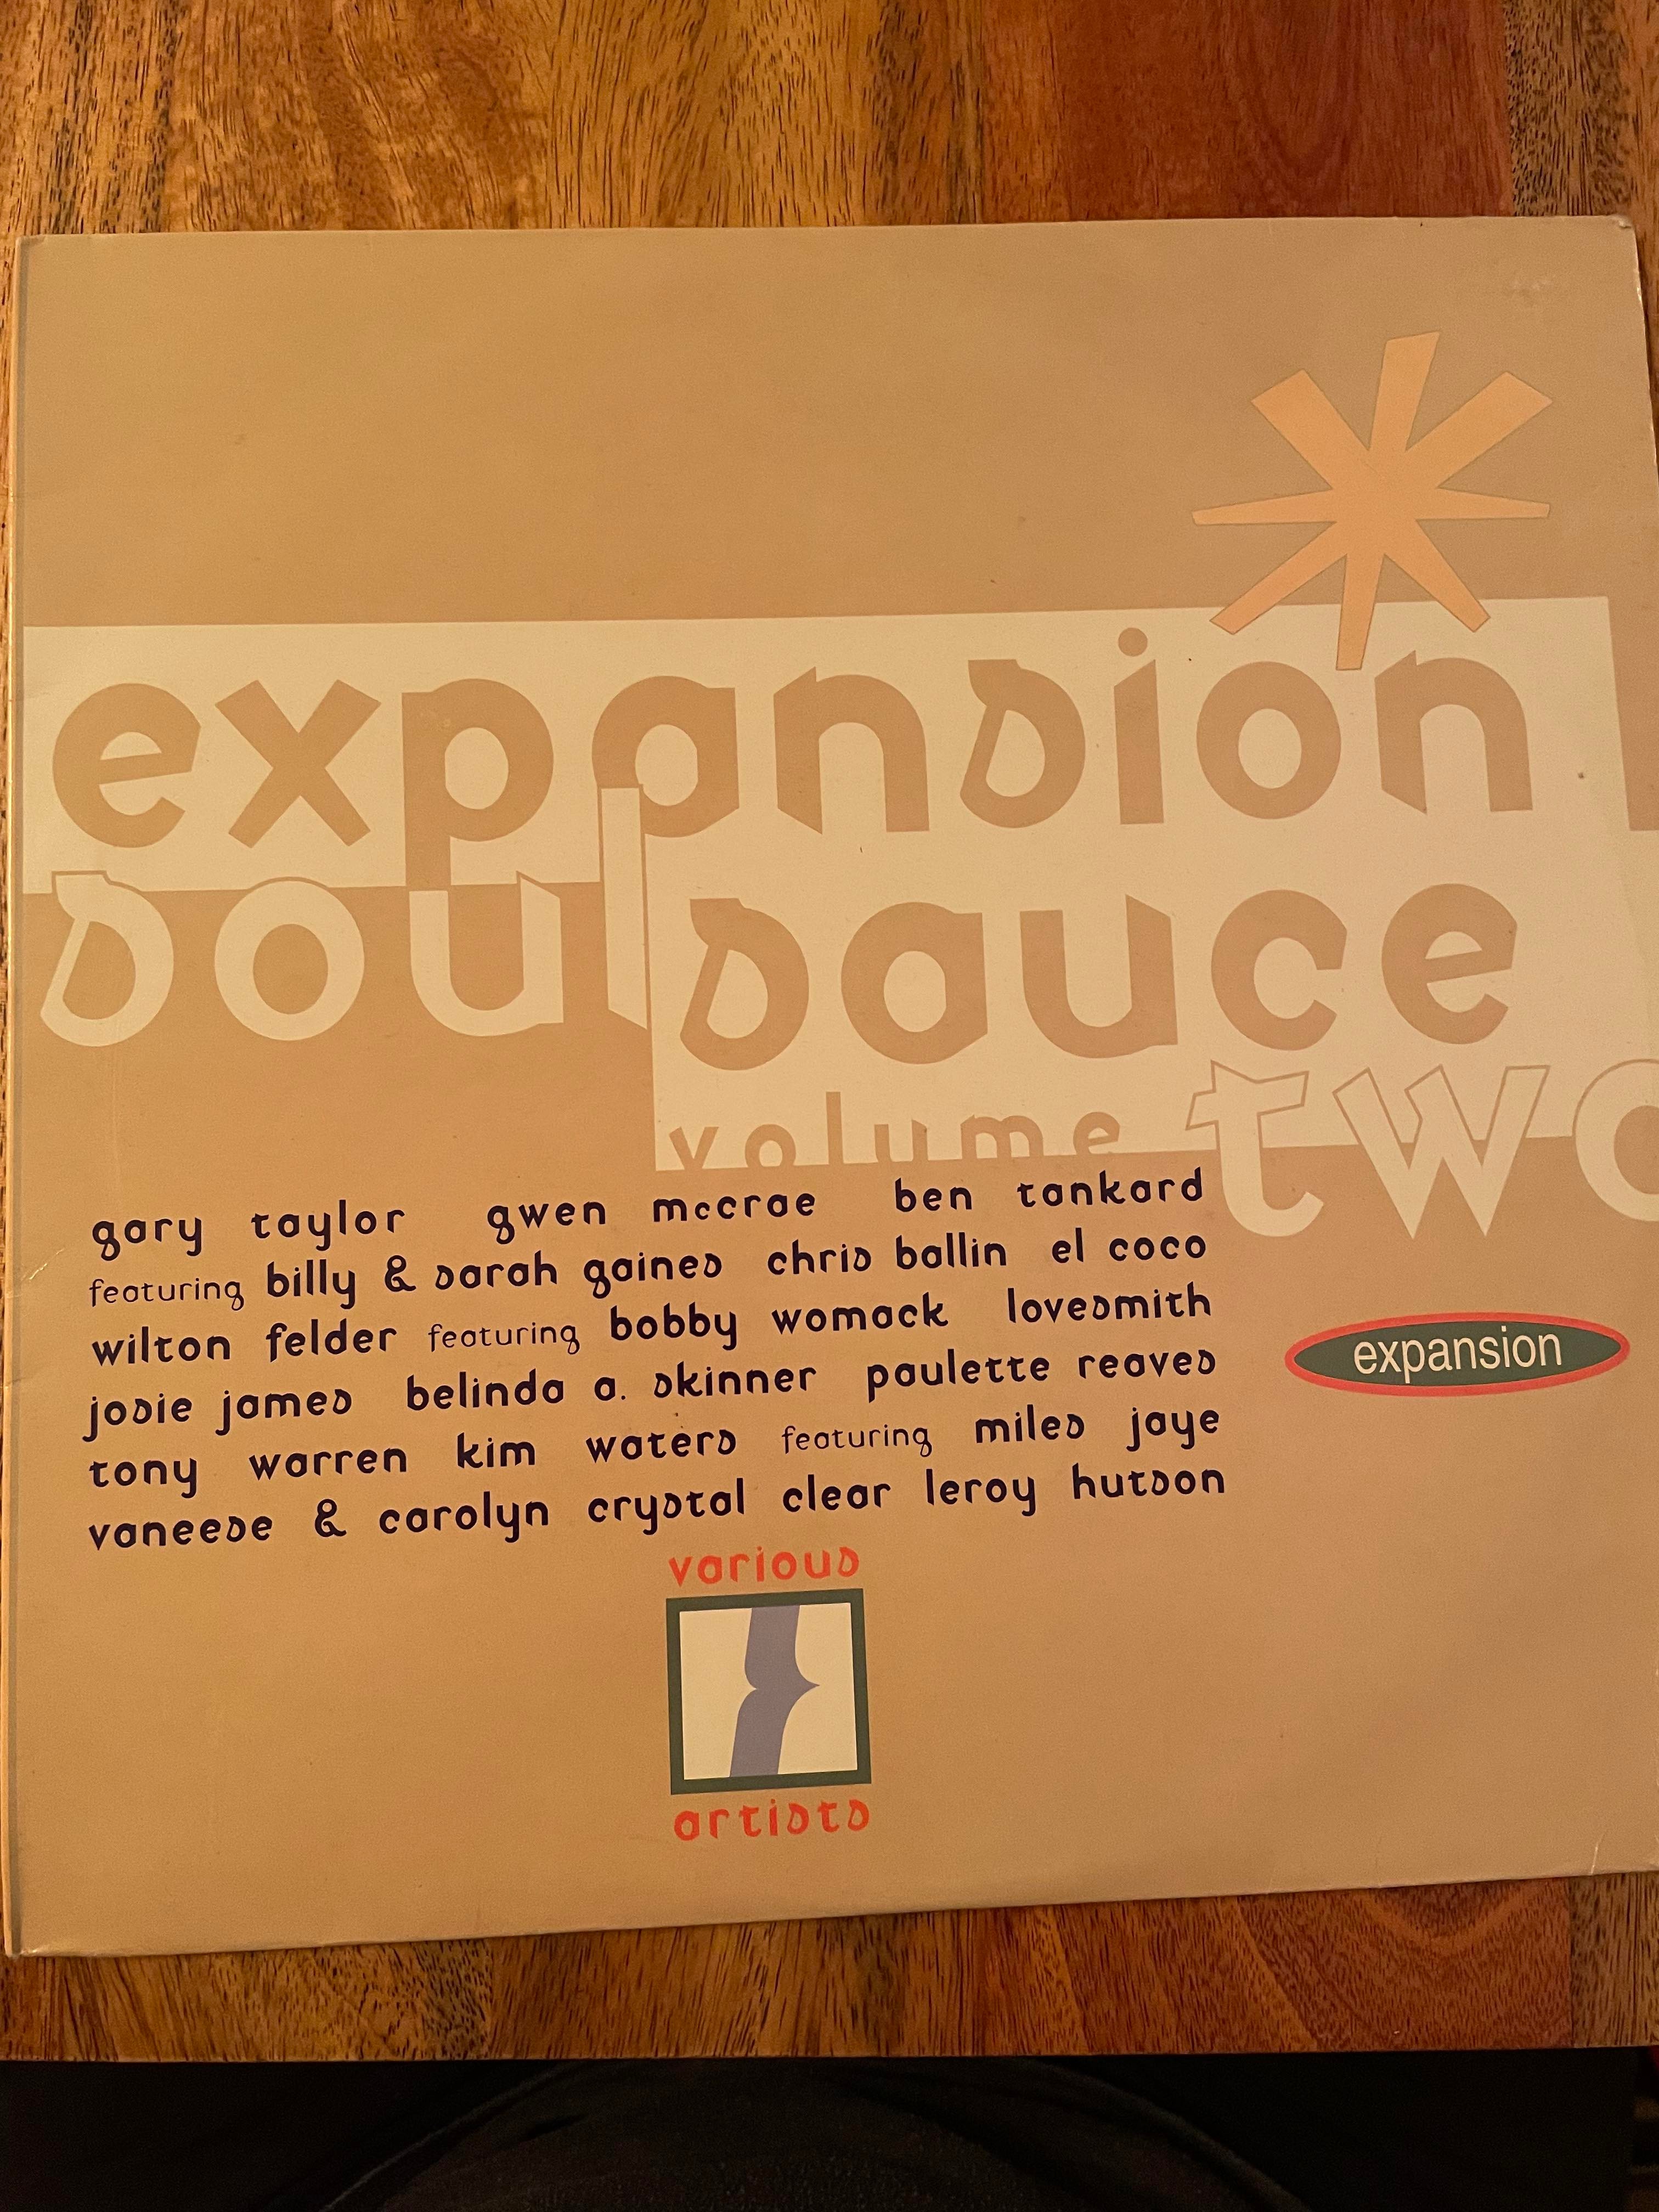 expansion
soul sauce
volume two
gary taylor gwen mccrae ben tankard
featuring billy & sarah gaines chris ballin el coco
wilton felder featuring bobby womack lovesmith
josie james belinda a. skinner paulette reaves
tony warren kim waters featuring miles jaye
vaneese & carolyn crystal clear leroy hutson
expansion
various
artists